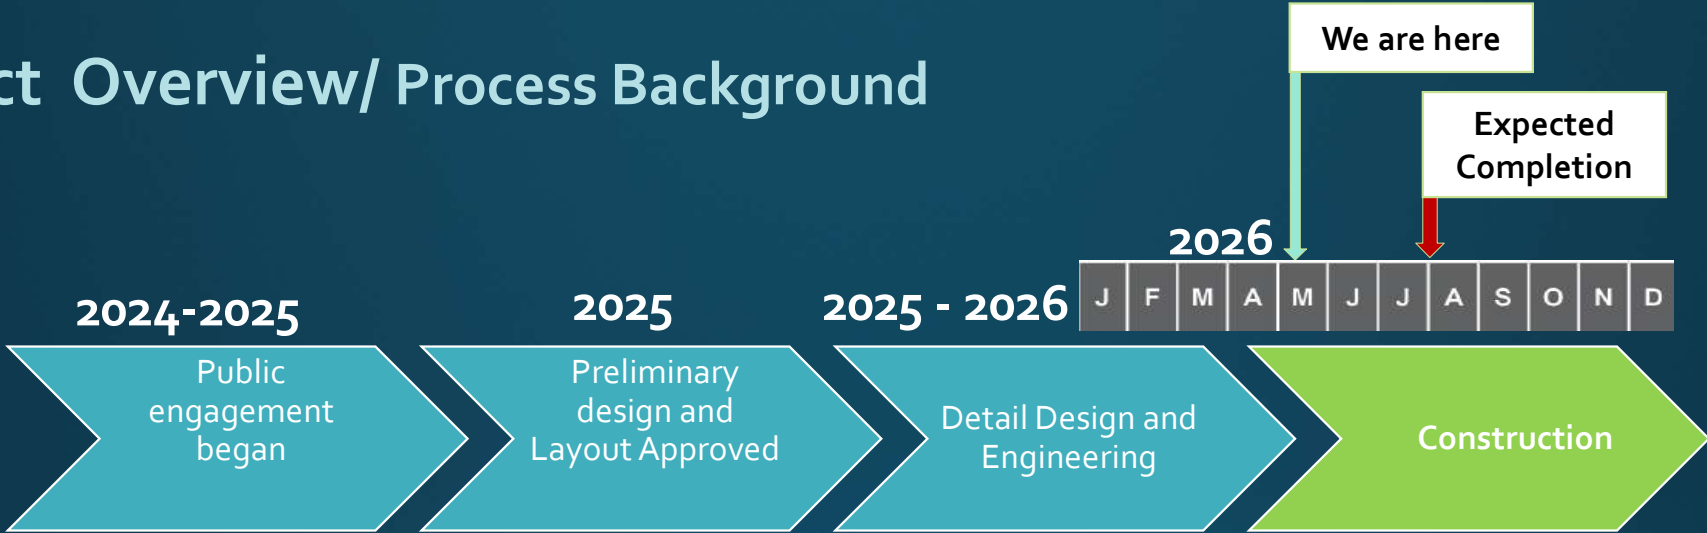 ct Overview/ Process Background
We are here
Expected
Completion
2026
J F M A M J J A S O N D
2024-2025
2025
2025 - 2026
Public
engagement
began
Preliminary
design and
Layout Approved
Detail Design and
Engineering
Construction